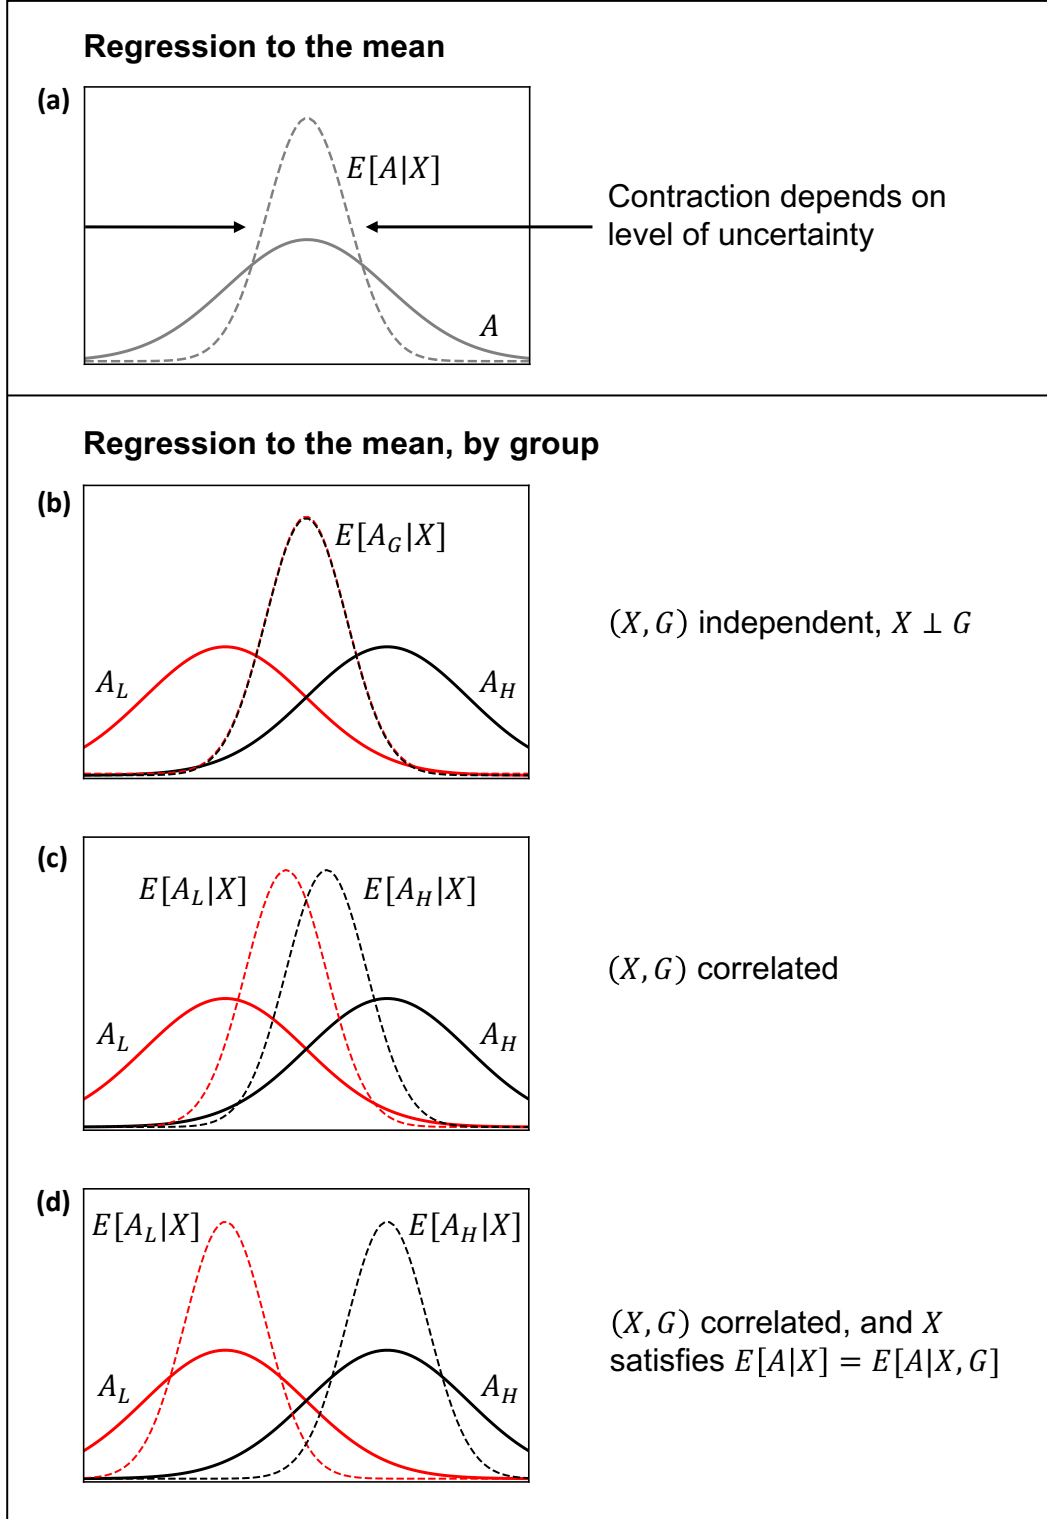 Regression to the mean
(a)
E[A|X]
A
Contraction depends on
level of uncertainty
Regression to the mean, by group
(b)
E[A_G|X]
A_L
A_H
(X, G) independent, X ⊥ G
(c)
E[A_L|X]
E[A_H|X]
A_L
A_H
(X, G) correlated
(d)
E[A_L|X]
E[A_H|X]
A_L
A_H
(X, G) correlated, and X
satisfies E[A|X] = E[A|X, G]